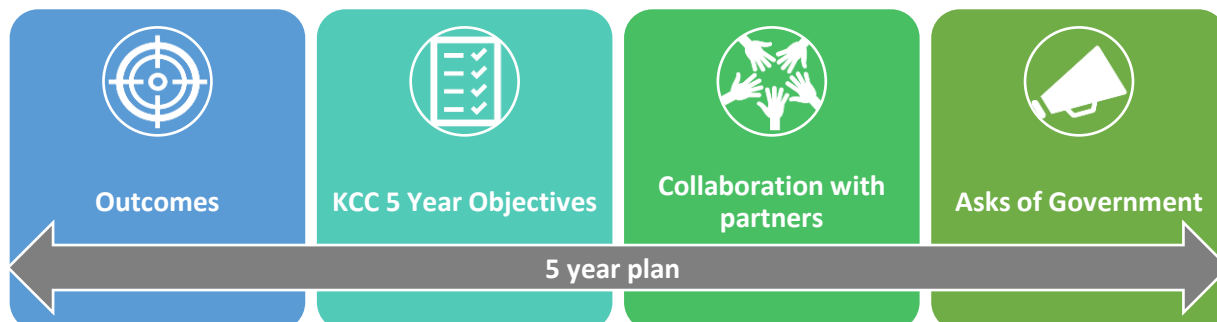 Outcomes
KCC 5 Year Objectives
Collaboration with
partners
Asks of Government
5 year plan